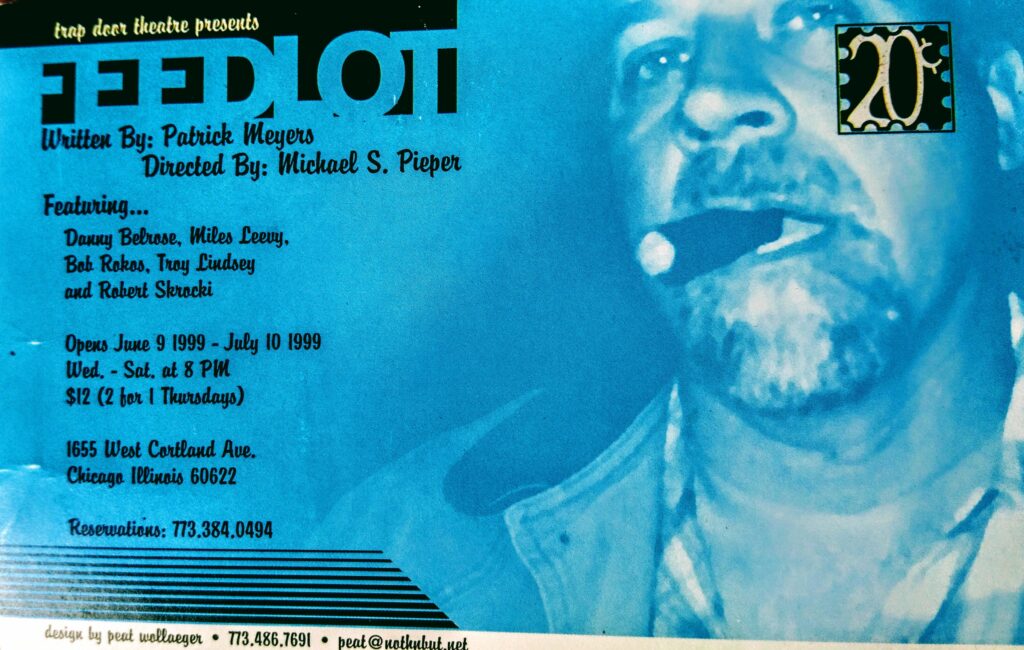 trap door theatre presents
FEEDLOT
Written By: Patrick Meyers
Directed By: Michael S. Pieper
Featuring...
Danny Belrose, Miles Leevy,
Bob Rokos, Troy Lindsey
and Robert Skrocki
Opens June 9 1999 - July 10 1999
Wed. - Sat. at 8 PM
$12 (2 for 1 Thursdays)
1655 West Cortland Ave.
Chicago Illinois 60622
Reservations: 773.384.0494
design by peat wollaeger • 773.486.7691 • peat@nothnbut.net
20¢